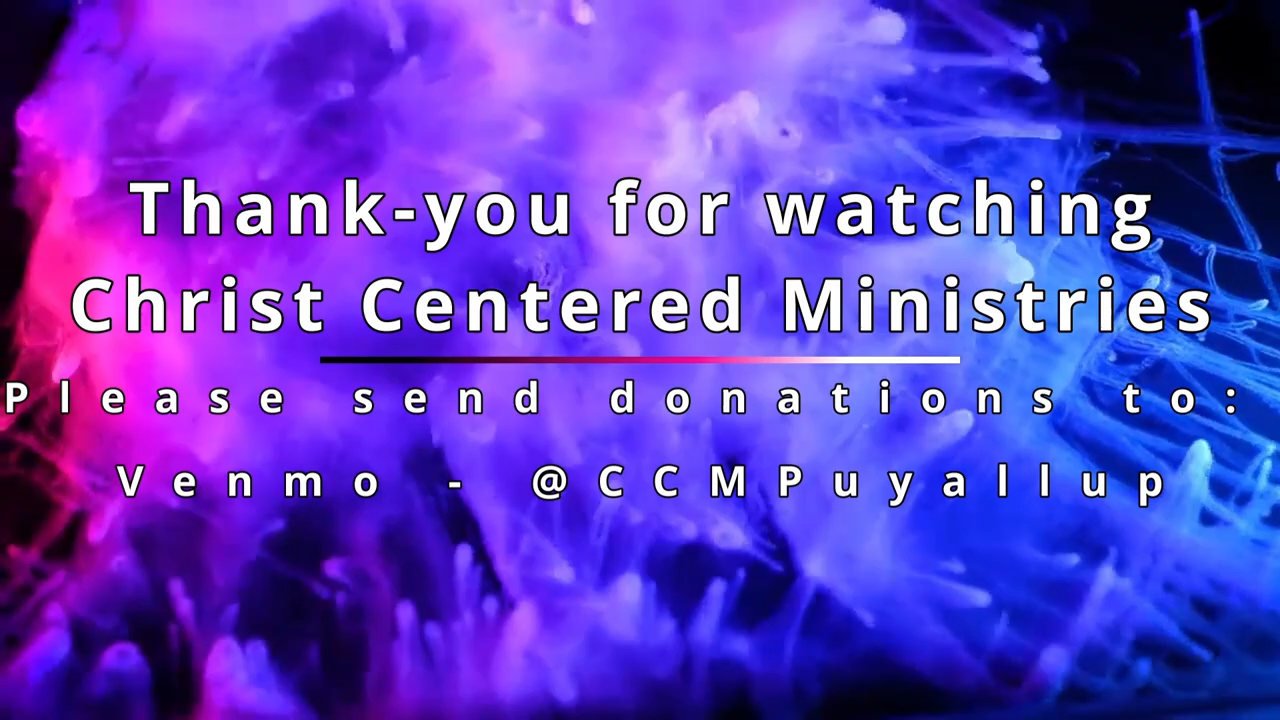 Thank-you for watching
Christ Centered Ministries
Please send donations to:
Venmo - @CCMPuyallup